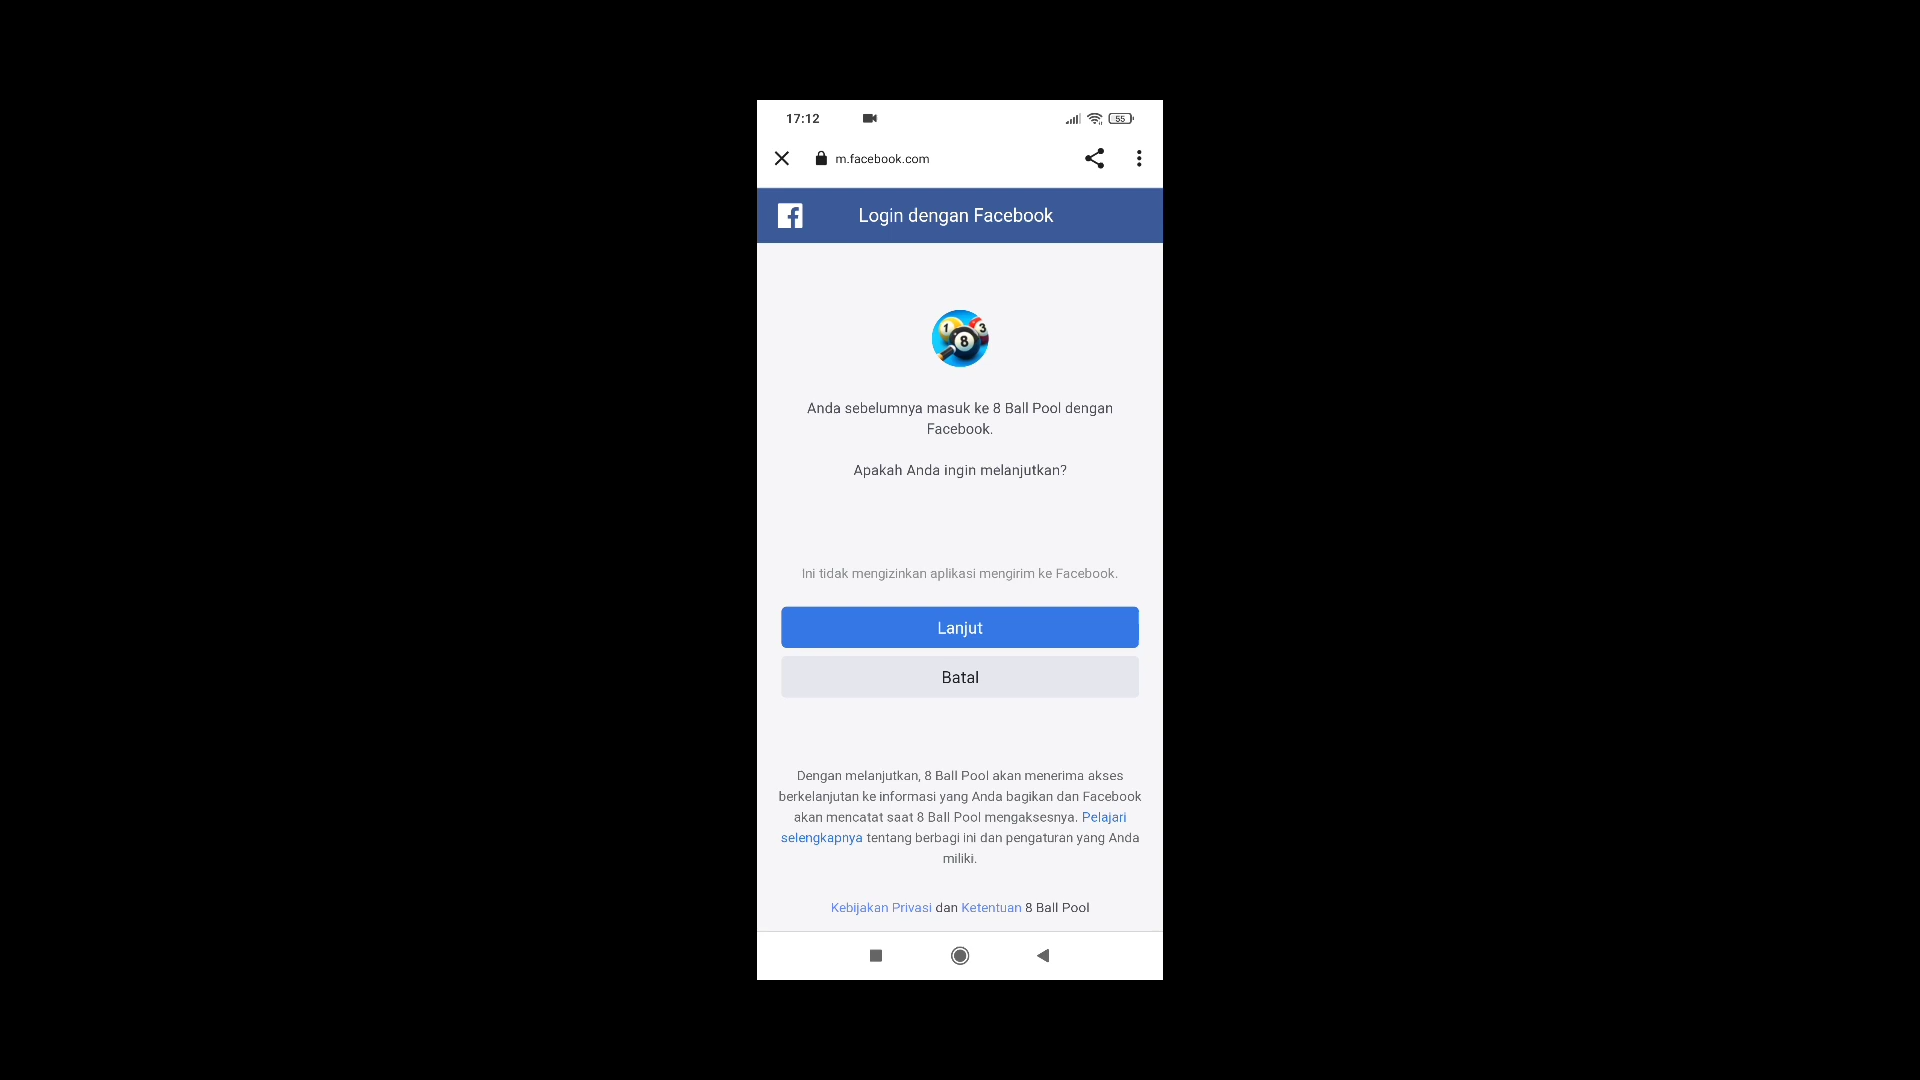 17:12
55
m.facebook.com
Login dengan Facebook
1
3
8
Anda sebelumnya masuk ke 8 Ball Pool dengan
Facebook.
Apakah Anda ingin melanjutkan?
Ini tidak mengizinkan aplikasi mengirim ke Facebook.
Lanjut
Batal
Dengan melanjutkan, 8 Ball Pool akan menerima akses
berkelanjutan ke informasi yang Anda bagikan dan Facebook
akan mencatat saat 8 Ball Pool mengaksesnya. Pelajari
selengkapnya tentang berbagi ini dan pengaturan yang Anda
miliki.
Kebijakan Privasi dan Ketentuan 8 Ball Pool